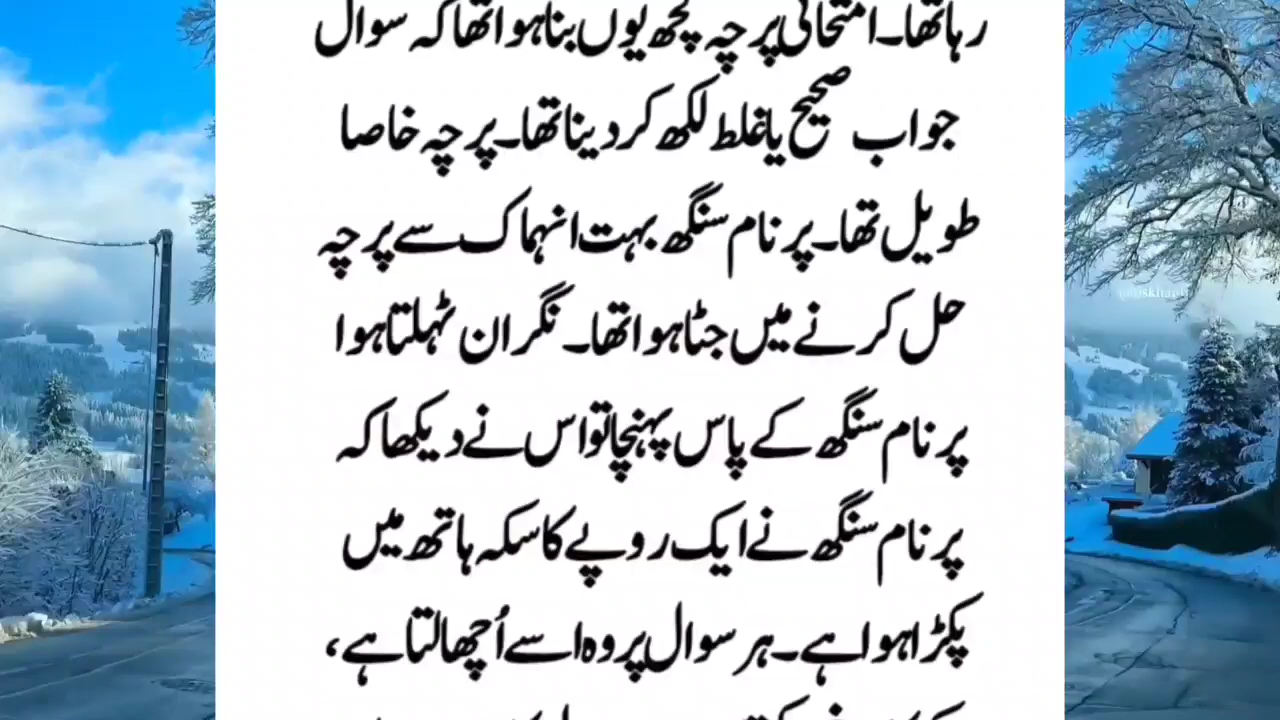 رہا تھا۔ امتحانی پرچہ کچھ یوں بنا ہوا تھا کہ سوال
جواب صحیح یا غلط لکھ کر دینا تھا۔ پرچہ خاصا
طویل تھا۔ پرنام سنگھ بہت انہماک سے پرچہ
حل کرنے میں جٹا ہوا تھا۔ نگران ٹہلتا ہوا
پرنام سنگھ کے پاس پہنچا تو اس نے دیکھا کہ
پرنام سنگھ نے ایک روپے کا سکہ ہاتھ میں
پکڑا ہوا ہے۔ ہر سوال پر وہ اسے اُچھالتا ہے،